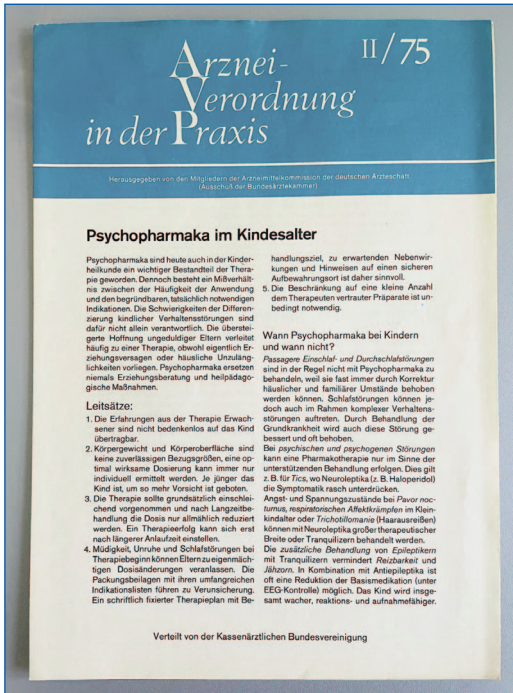 II/75
Arznei-
Verordnung
in der Praxis
Herausgegeben von den Mitgliedern der Arzneimittelkommission der deutschen Ärzteschaft
(Ausschuß der Bundesärztekammer)
Psychopharmaka im Kindesalter
Psychopharmaka sind heute auch in der Kinder-
heilkunde ein wichtiger Bestandteil der Thera-
pie geworden. Dennoch besteht ein Mißverhält-
nis zwischen der Häufigkeit der Anwendung
und den begründbaren, tatsächlich notwendigen
Indikationen. Die Schwierigkeiten der Differen-
zierung kindlicher Verhaltensstörungen sind
dafür nicht allein verantwortlich. Die überstei-
gerte Hoffnung ungeduldiger Eltern verleitet
häufig zu einer Therapie, obwohl eigentlich Er-
ziehungsversagen oder häusliche Unzuläng-
lichkeiten vorliegen. Psychopharmaka ersetzen
niemals Erziehungsberatung und heilpädago-
gische Maßnahmen.
Leitsätze:
1. Die Erfahrungen aus der Therapie Erwach-
sener sind nicht bedenkenlos auf das Kind
übertragbar.
2. Körpergewicht und Körperoberfläche sind
keine zuverlässigen Bezugsgrößen, eine op-
timal wirksame Dosierung kann immer nur
individuell ermittelt werden. Je jünger das
Kind ist, um so mehr Vorsicht ist geboten.
3. Die Therapie sollte grundsätzlich einschlei-
chend vorgenommen und nach Langzeitbe-
handlung die Dosis nur allmählich reduziert
werden. Ein Therapieerfolg kann sich erst
nach längerer Anlaufzeit einstellen.
4. Müdigkeit, Unruhe und Schlafstörungen bei
Therapiebeginn können Eltern zu eigenmäch-
tigen Dosisänderungen veranlassen. Die
Packungsbeilagen mit ihren umfangreichen
Indikationslisten führen zu Verunsicherung.
Ein schriftlich fixierter Therapieplan mit Be-
handlungsziel, zu erwartenden Nebenwir-
kungen und Hinweisen auf einen sicheren
Aufbewahrungsort ist daher sinnvoll.
5. Die Beschränkung auf eine kleine Anzahl
dem Therapeuten vertrauter Präparate ist un-
bedingt notwendig.
Wann Psychopharmaka bei Kindern
und wann nicht?
Passagere Einschlaf- und Durchschlafstörungen
sind in der Regel nicht mit Psychopharmaka zu
behandeln, weil sie fast immer durch Korrektur
häuslicher und familiärer Umstände behoben
werden können. Schlafstörungen können je-
doch auch im Rahmen komplexer Verhaltens-
störungen auftreten. Durch Behandlung der
Grundkrankheit wird auch diese Störung ge-
bessert und oft behoben.
Bei psychischen und psychogenen Störungen
kann eine Pharmakotherapie nur im Sinne der
unterstützenden Behandlung erfolgen. Dies gilt
z. B. für Tics, wo Neuroleptika (z. B. Haloperidol)
die Symptomatik rasch unterdrücken.
Angst- und Spannungszustände bei Pavor noc-
turnus, respiratorischen Affektkrämpfen im Klein-
kindalter oder Trichotillomanie (Haarausreißen)
können mit Neuroleptika großer therapeutischer
Breite oder Tranquilizern behandelt werden.
Die zusätzliche Behandlung von Epileptikern
mit Tranquilizern vermindert Reizbarkeit und
Jähzorn. In Kombination mit Antiepileptika ist
oft eine Reduktion der Basismedikation (unter
EEG-Kontrolle) möglich. Das Kind wird insge-
samt wacher, reaktions- und aufnahmefähiger.
Verteilt von der Kassenärztlichen Bundesvereinigung